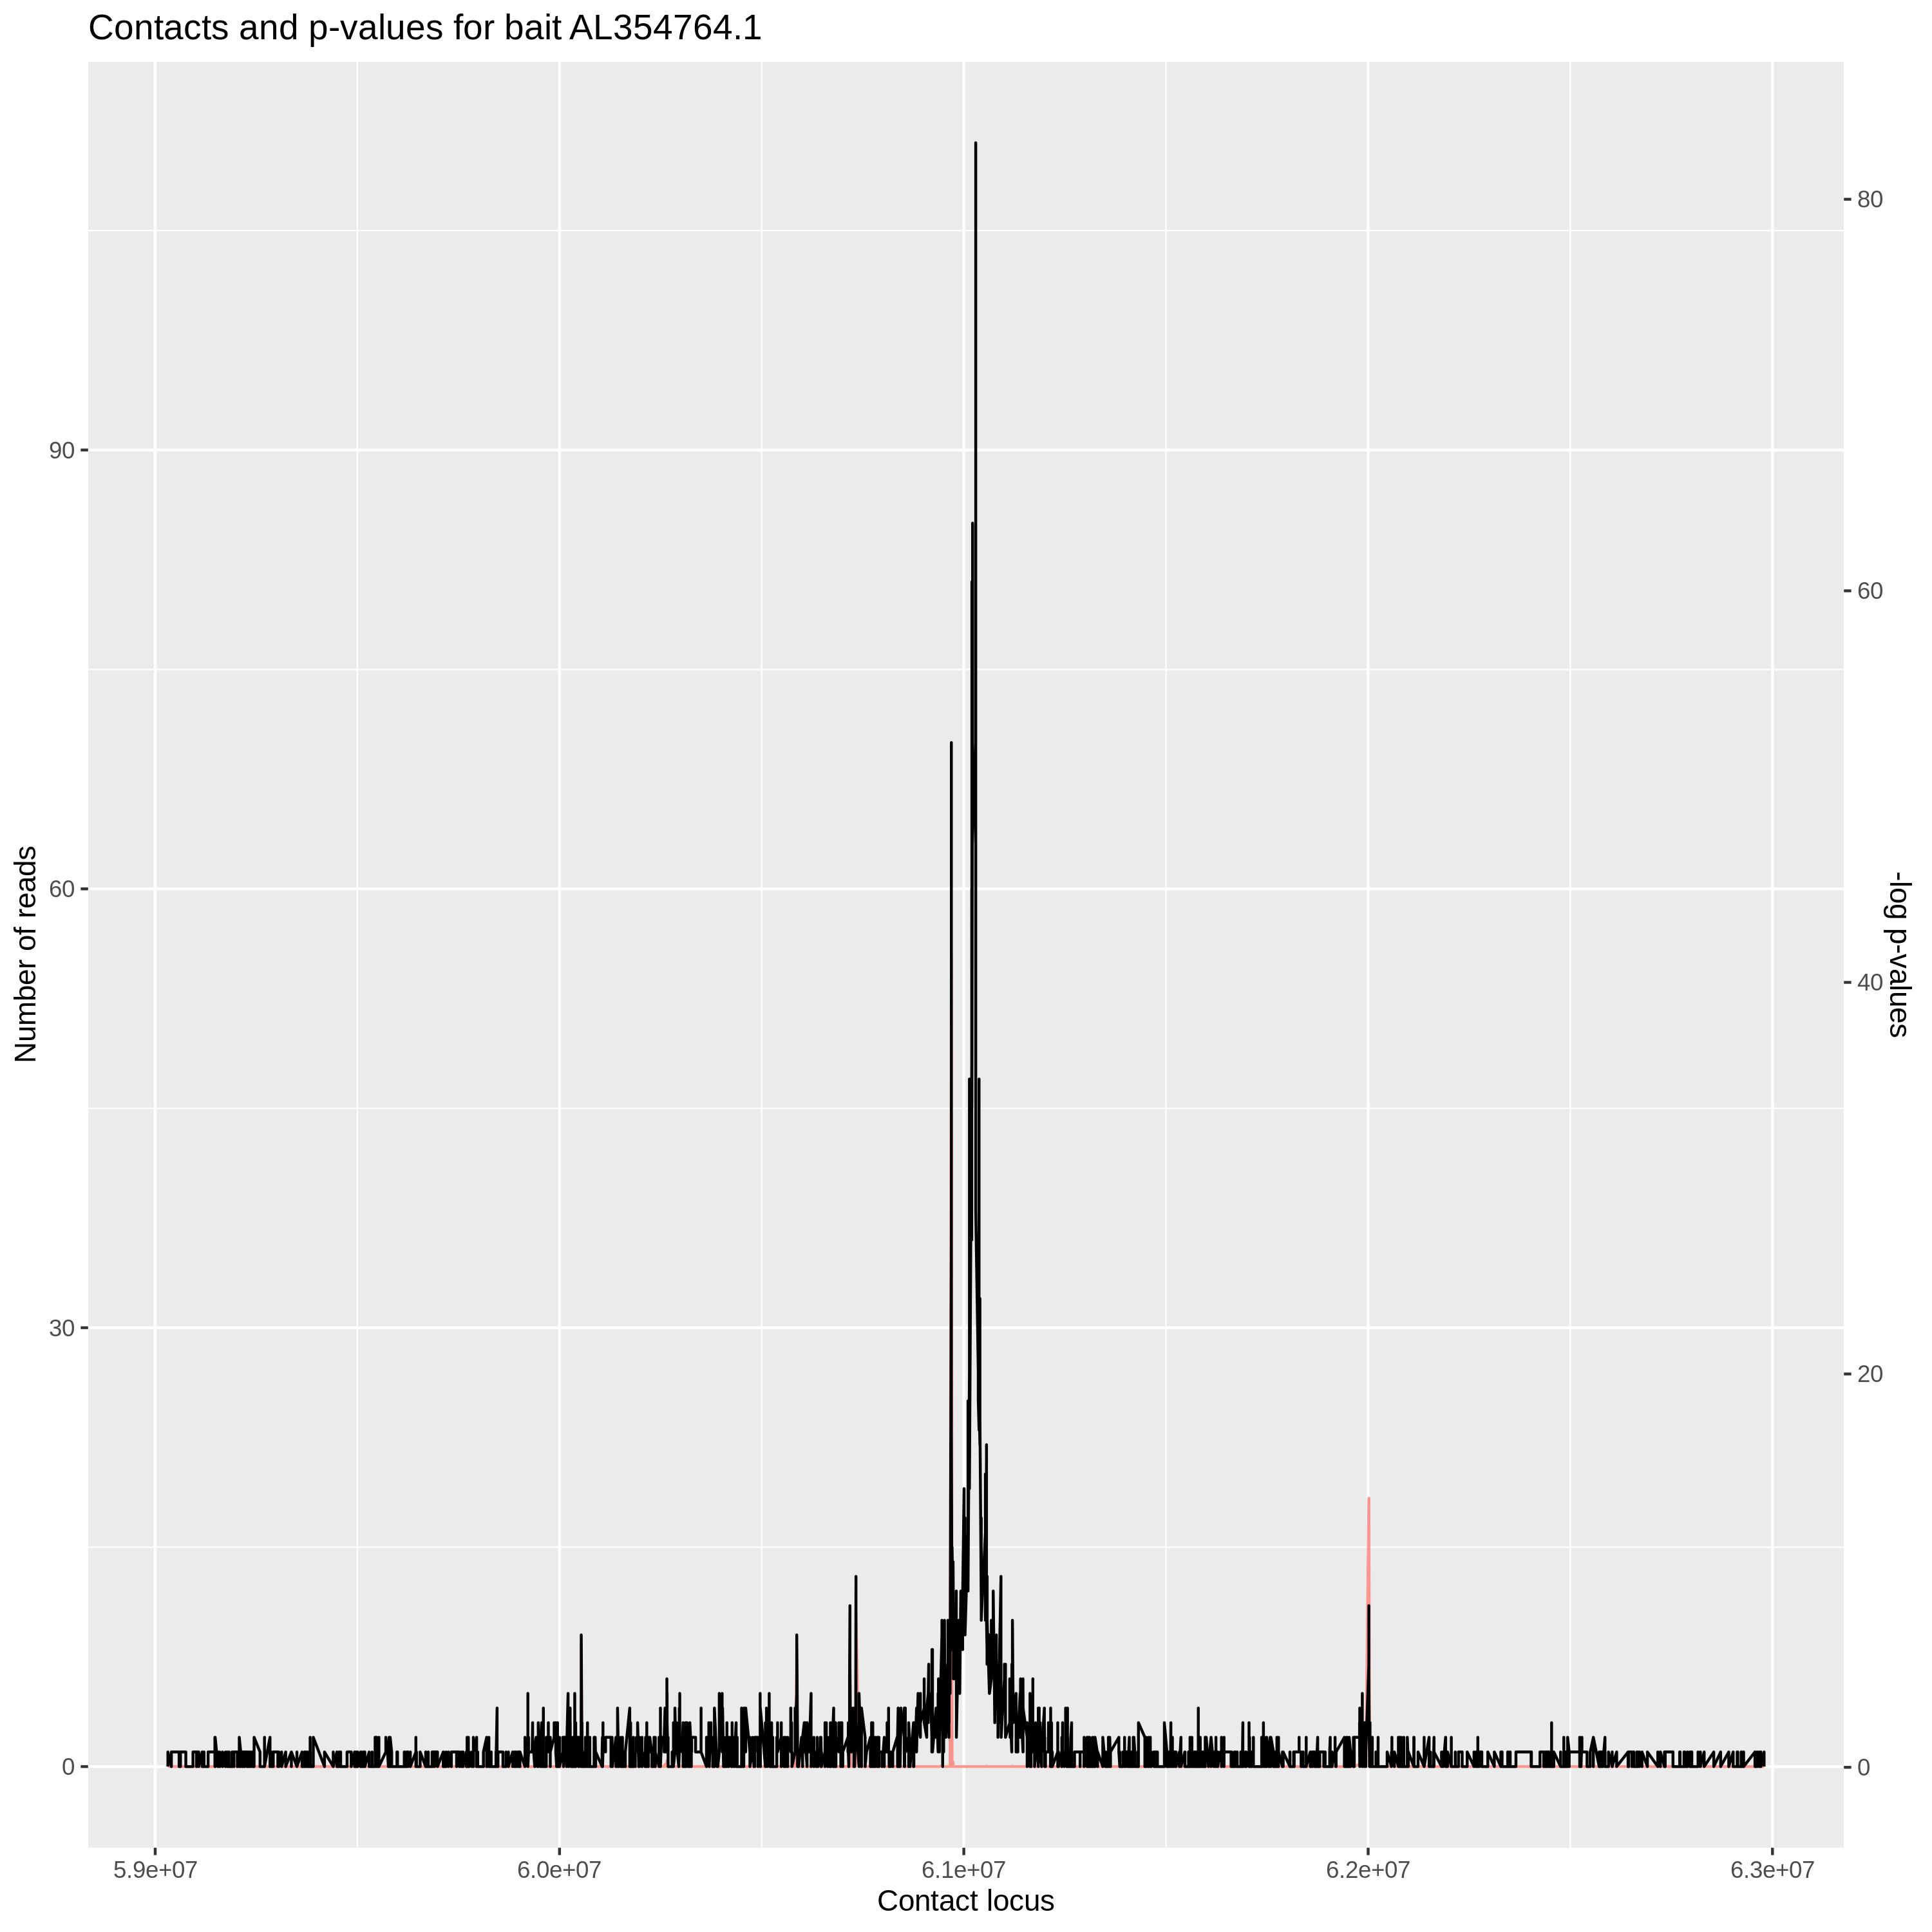 Contacts and p-values for bait AL354764.1
80
90
60
Number of reads
60
-log p-values
40
30
20
0
0
5.9e+07
6.0e+07
6.1e+07
6.2e+07
6.3e+07
Contact locus